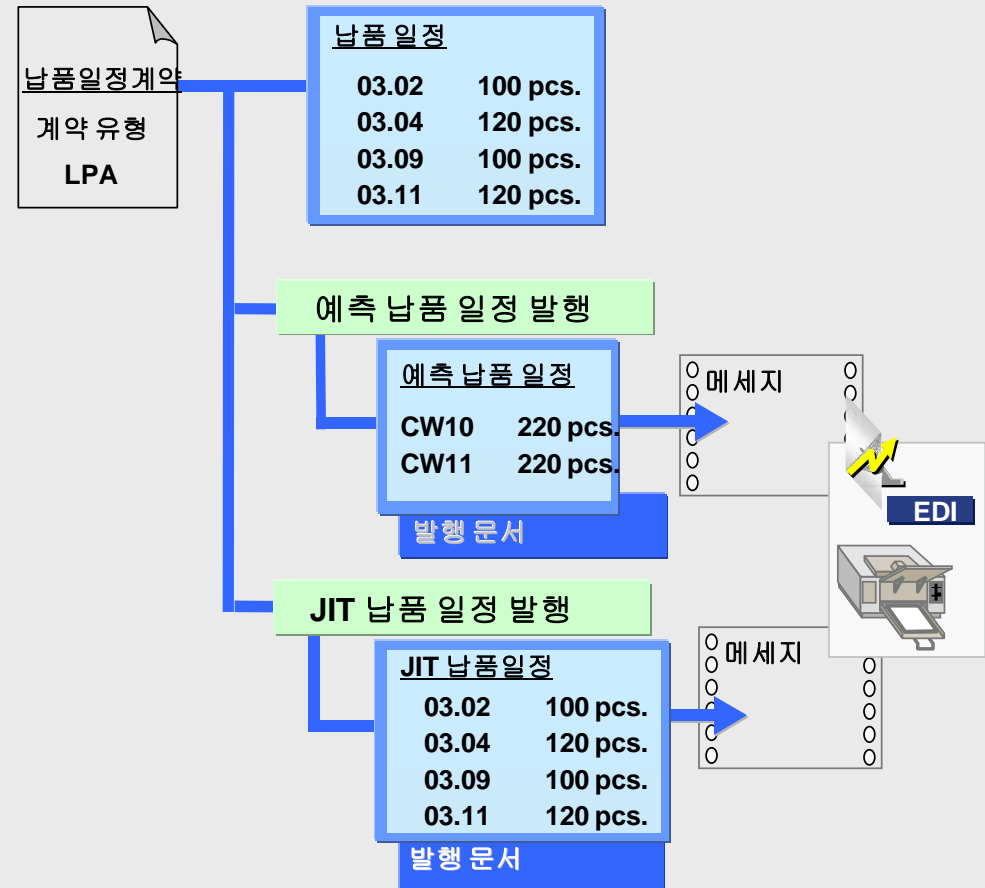 납품일정계약
계약 유형
LPA
납품 일정
03.02 100 pcs.
03.04 120 pcs.
03.09 100 pcs.
03.11 120 pcs.
예측 납품 일정 발행
예측 납품 일정
CW10 220 pcs.
CW11 220 pcs.
발행 문서
메세지
EDI
JIT 납품 일정 발행
JIT 납품일정
03.02 100 pcs.
03.04 120 pcs.
03.09 100 pcs.
03.11 120 pcs.
발행 문서
메세지